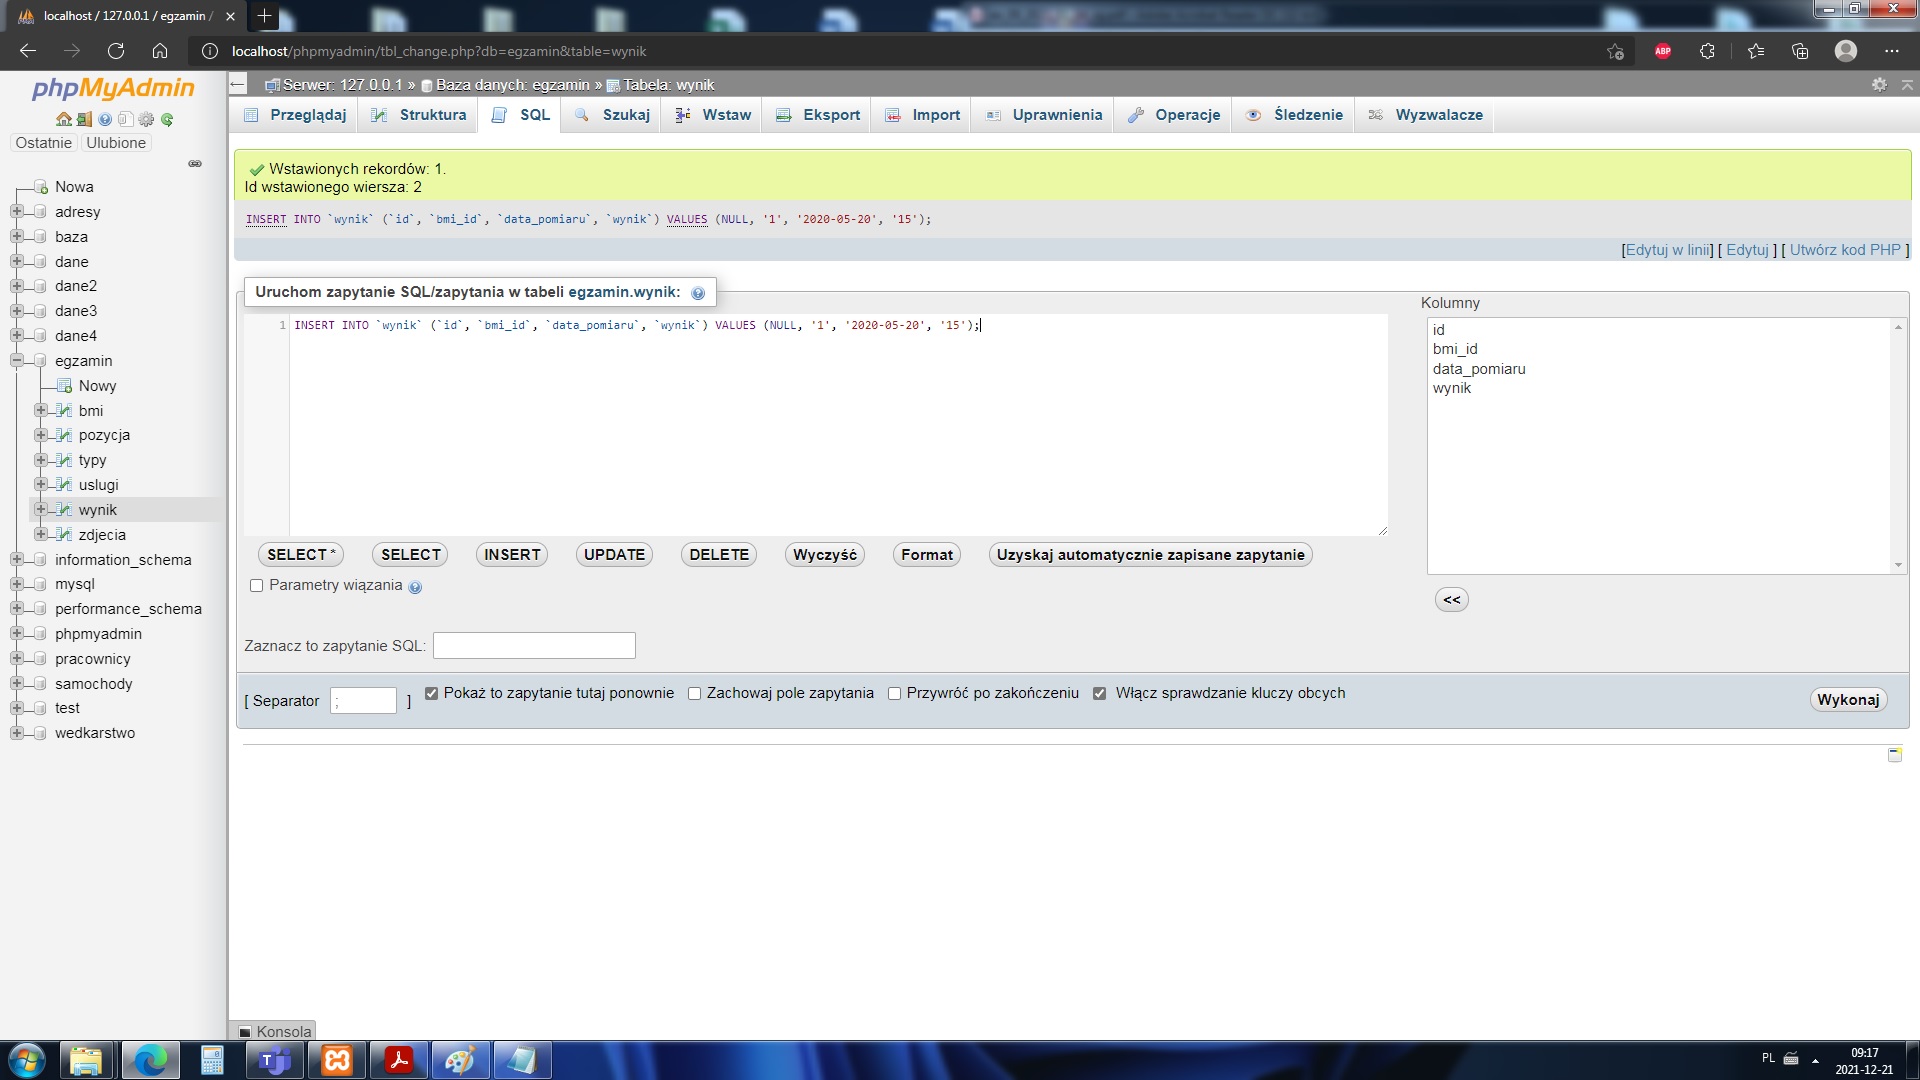 localhost / 127.0.0.1 / egzamin /
localhost/phpmyadmin/tbl_change.php?db=egzamin&table=wynik
ABP
phpMyAdmin
Ostatnie Ulubione
Nowa
adresy
baza
dane
dane2
dane3
dane4
egzamin
Nowy
bmi
pozycja
typy
uslugi
wynik
zdjecia
information_schema
mysql
performance_schema
phpmyadmin
pracownicy
samochody
test
wedkarstwo
Serwer: 127.0.0.1 » Baza danych: egzamin » Tabela: wynik
Przeglądaj Struktura SQL Szukaj Wstaw Eksport Import Uprawnienia Operacje Śledzenie Wyzwalacze
Wstawionych rekordów: 1.
Id wstawionego wiersza: 2
INSERT INTO `wynik` (`id`, `bmi_id`, `data_pomiaru`, `wynik`) VALUES (NULL, '1', '2020-05-20', '15');
[Edytuj w linii] [ Edytuj ] [ Utwórz kod PHP ]
Uruchom zapytanie SQL/zapytania w tabeli egzamin.wynik:
1 INSERT INTO `wynik` (`id`, `bmi_id`, `data_pomiaru`, `wynik`) VALUES (NULL, '1', '2020-05-20', '15');
Kolumny
id
bmi_id
data_pomiaru
wynik
<<
SELECT * SELECT INSERT UPDATE DELETE Wyczyść Format Uzyskaj automatycznie zapisane zapytanie
Parametry wiązania
Zaznacz to zapytanie SQL:
[ Separator ; ] Pokaż to zapytanie tutaj ponownie Zachowaj pole zapytania Przywróć po zakończeniu Włącz sprawdzanie kluczy obcych
Wykonaj
Konsola
PL
09:17
2021-12-21